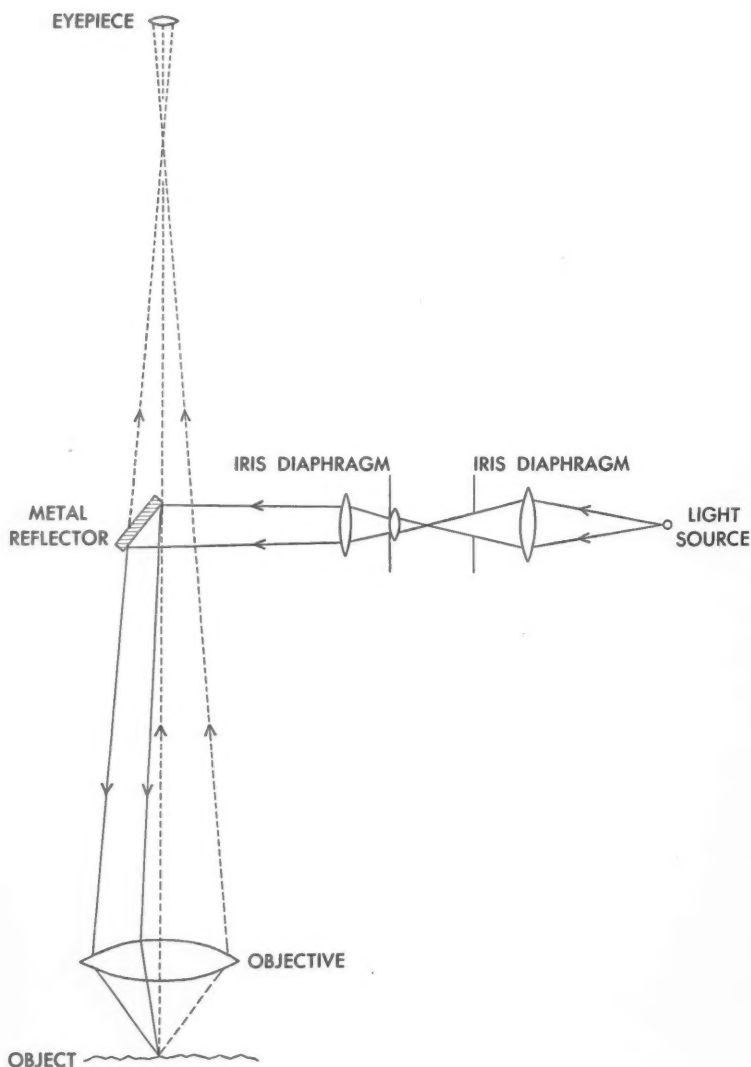 EYEPIECE
IRIS DIAPHRAGM
IRIS DIAPHRAGM
METAL
REFLECTOR
LIGHT
SOURCE
OBJECTIVE
OBJECT